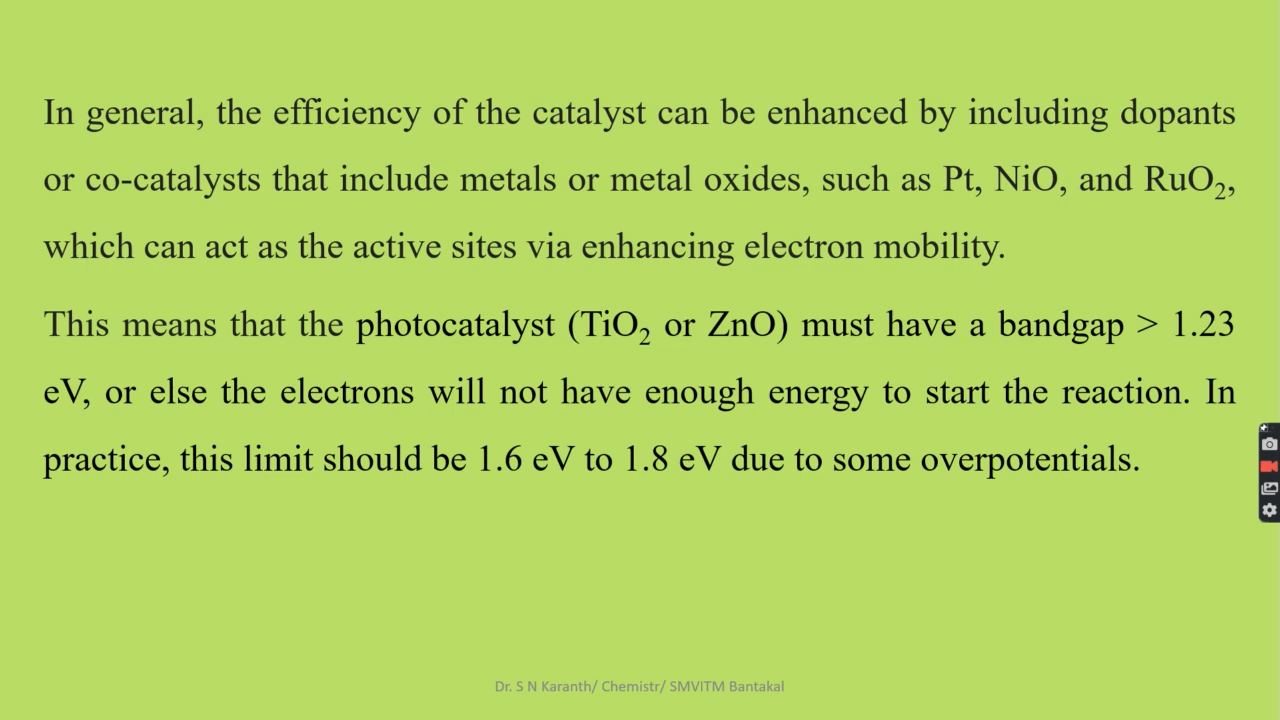 In general, the efficiency of the catalyst can be enhanced by including dopants
or co-catalysts that include metals or metal oxides, such as Pt, NiO, and RuO₂,
which can act as the active sites via enhancing electron mobility.
This means that the photocatalyst (TiO₂ or ZnO) must have a bandgap > 1.23
eV, or else the electrons will not have enough energy to start the reaction. In
practice, this limit should be 1.6 eV to 1.8 eV due to some overpotentials.
Dr. S N Karanth/ Chemistr/ SMVITM Bantakal